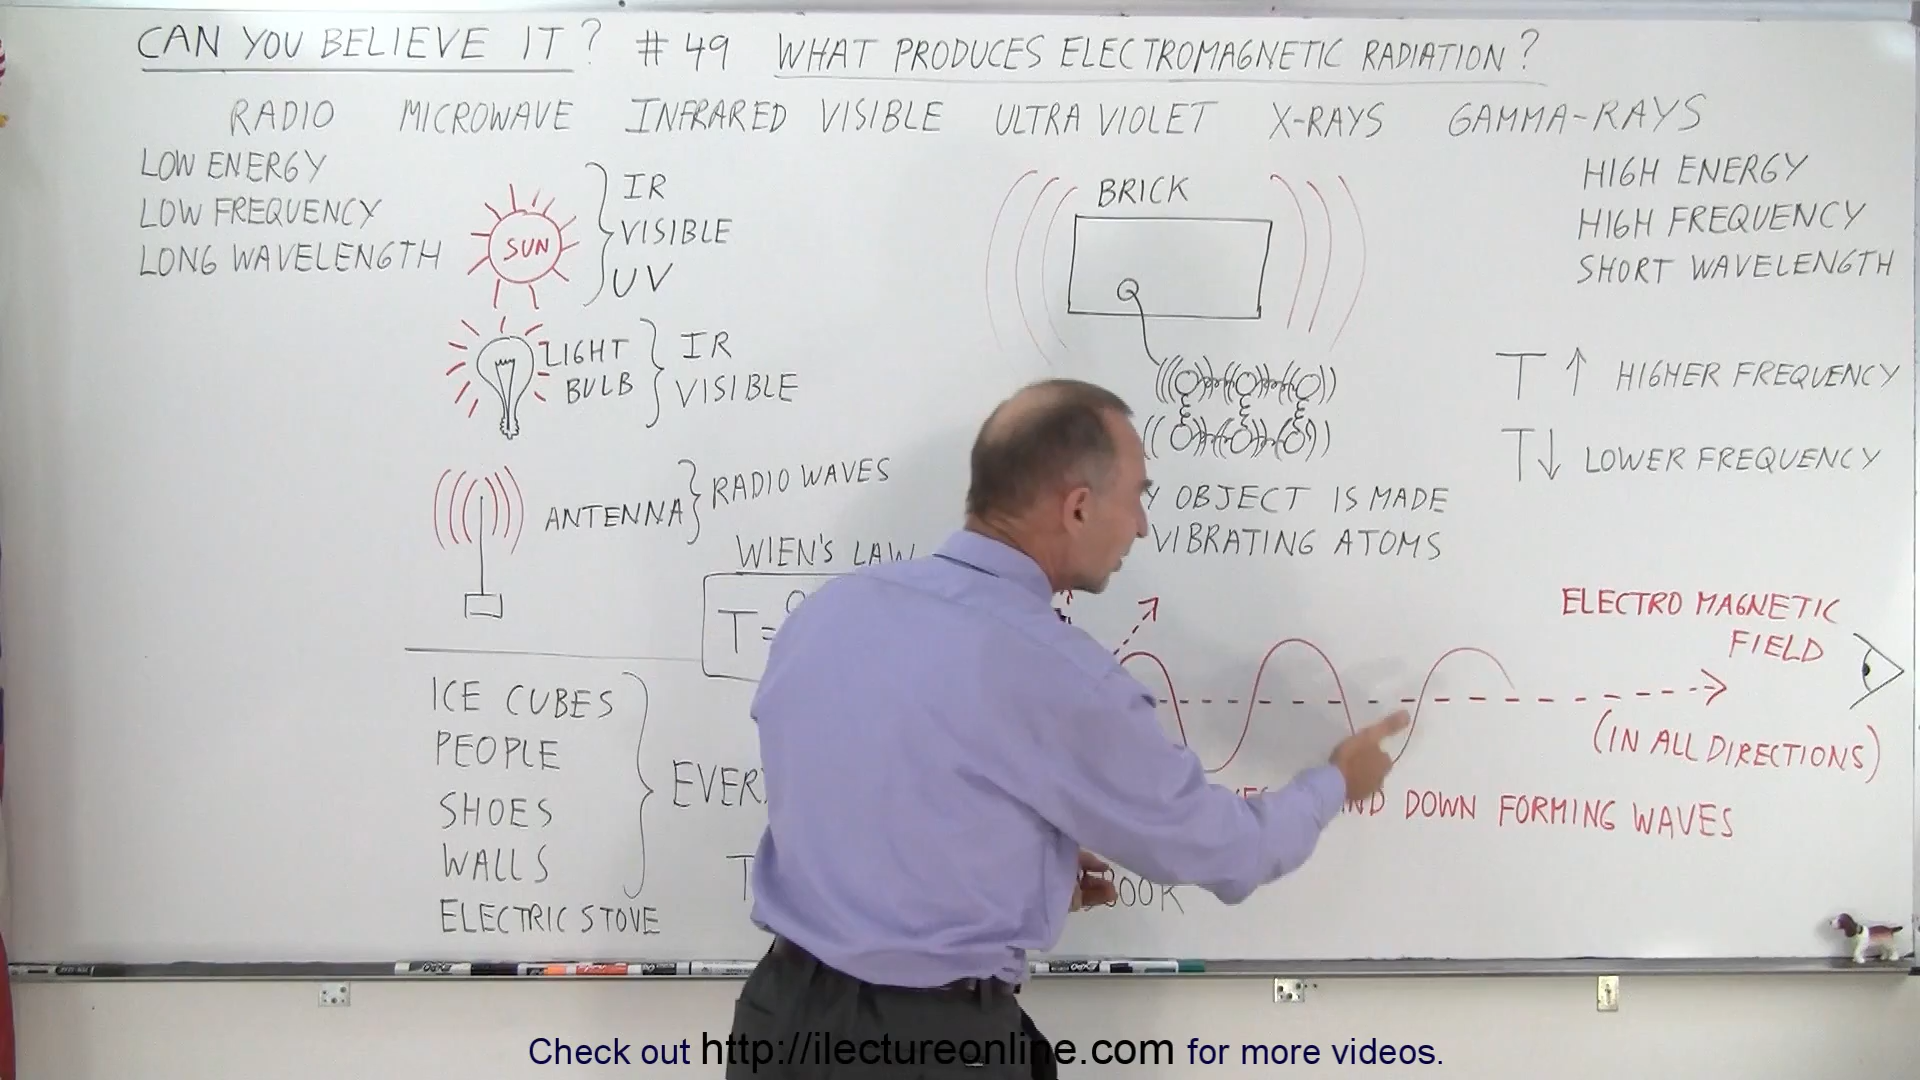 CAN YOU BELIEVE IT? #49 WHAT PRODUCES ELECTROMAGNETIC RADIATION?
RADIO MICROWAVE INFRARED VISIBLE ULTRA VIOLET X-RAYS GAMMA-RAYS
LOW ENERGY
LOW FREQUENCY
LONG WAVELENGTH
SUN
IR
VISIBLE
UV
LIGHT
BULB
IR
VISIBLE
ANTENNA
RADIO WAVES
WIEN'S LAW
T=
ICE CUBES
PEOPLE
SHOES
WALLS
ELECTRIC STOVE
BRICK
OBJECT IS MADE
VIBRATING ATOMS
HIGH ENERGY
HIGH FREQUENCY
SHORT WAVELENGTH
T↑ HIGHER FREQUENCY
T↓ LOWER FREQUENCY
ELECTRO MAGNETIC
FIELD
(IN ALL DIRECTIONS)
DOWN FORMING WAVES
Check out http://ilectureonline.com for more videos.